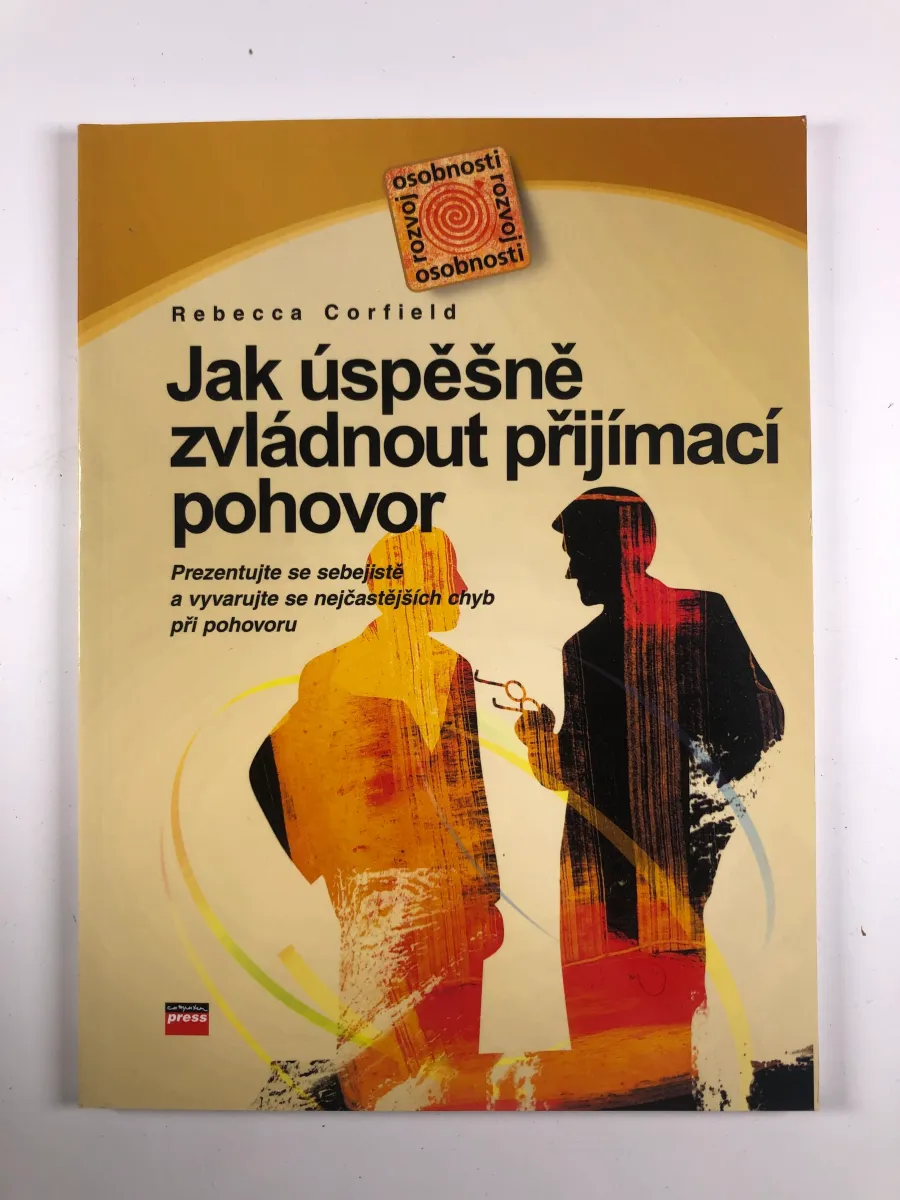 osobnosti
rozvoj
rozvoj
osobnosti
Rebecca Corfield
Jak úspěšně
zvládnout přijímací
pohovor
Prezentujte se sebejistě
a vyvarujte se nejčastějších chyb
při pohovoru
computer
press